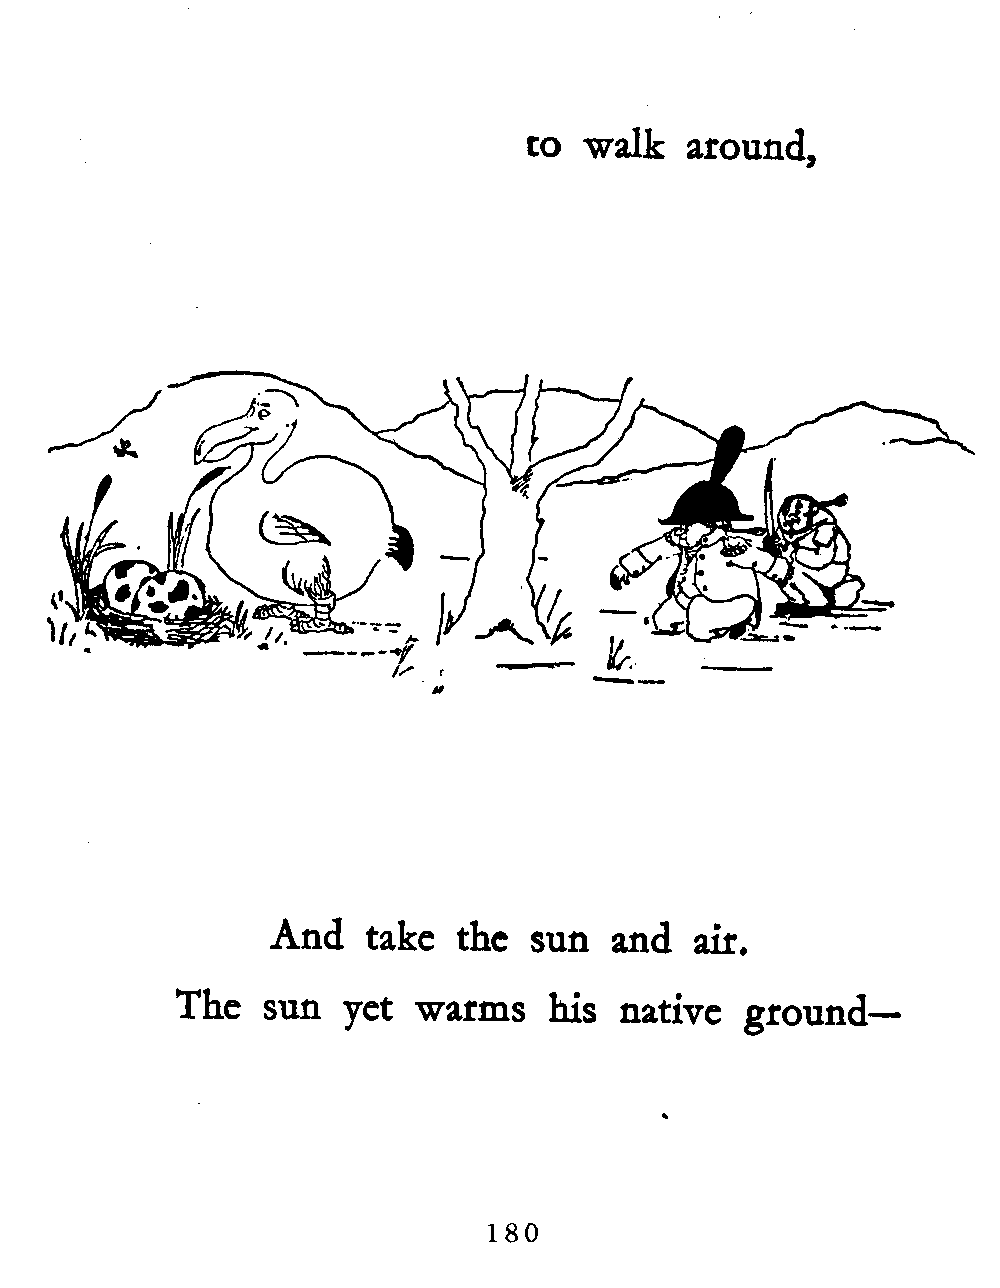 to walk around,
And take the sun and air.
The sun yet warms his native ground—
180